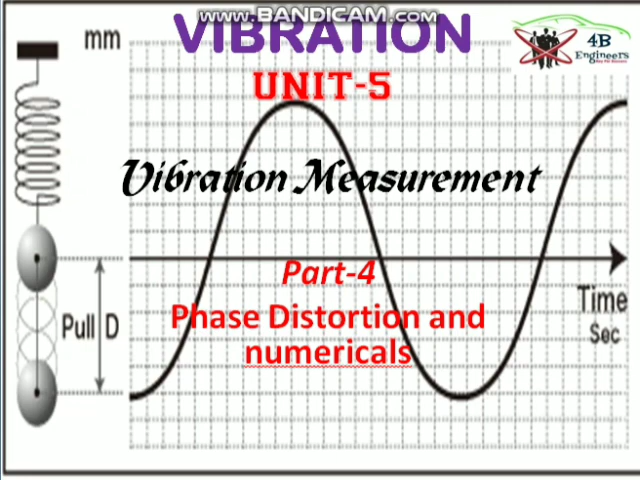 www.BANDICAM.com
VIBRATION
mm
4B
Engineers
UNIT-5
Vibration Measurement
Part-4
Time
Sec
Pull D
Phase Distortion and
numericals